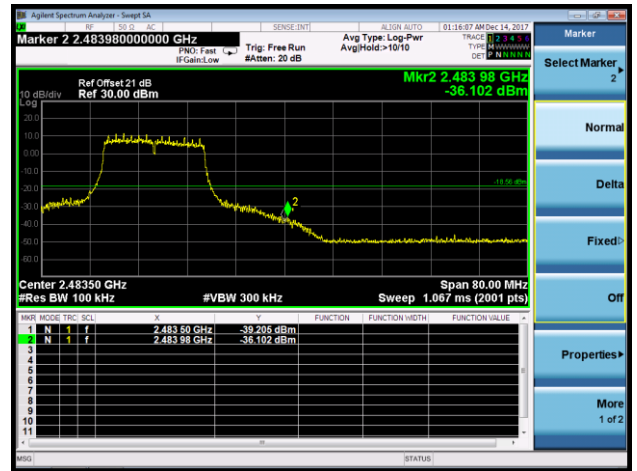 Agilent Spectrum Analyzer - Swept SA
RF 50 Ω AC SENSE:INT ALIGN AUTO 01:16:07 AM Dec 14, 2017
Marker 2 2.483980000000 GHz
PNO: Fast
IFGain:Low
Trig: Free Run
#Atten: 20 dB
Avg Type: Log-Pwr
Avg|Hold:>10/10
TRACE 1 2 3 4 5 6
TYPE M WWWWW
DET P N N N N N
Ref Offset 21 dB
Ref 30.00 dBm
10 dB/div
Log
Mkr2 2.483 98 GHz
-36.102 dBm
20.0
10.0
0.00
-10.0
-20.0
-30.0
-40.0
-50.0
-60.0
-18.56 dBm
2
Center 2.48350 GHz
Span 80.00 MHz
#Res BW 100 kHz
#VBW 300 kHz
Sweep 1.067 ms (2001 pts)
MKR MODE TRC SCL X Y FUNCTION FUNCTION WIDTH FUNCTION VALUE
1 N 1 f 2.483 50 GHz -39.205 dBm
2 N 1 f 2.483 98 GHz -36.102 dBm
3
4
5
6
7
8
9
10
11
MSG
STATUS
Marker
Select Marker
2
Normal
Delta
Fixed
Off
Properties
More
1 of 2